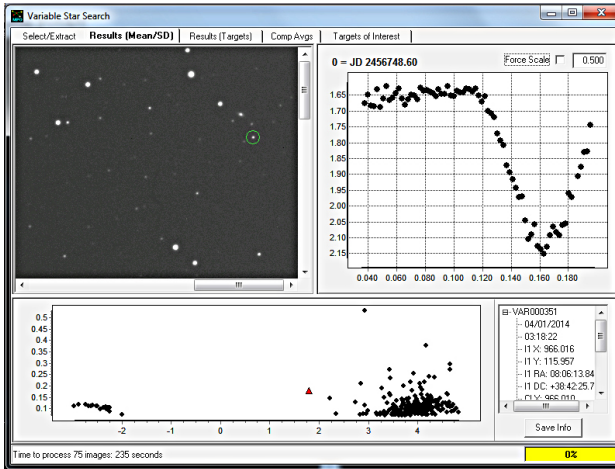 Variable Star Search
Select/Extract Results (Mean/SD) Results (Targets) Comp Avgs Targets of Interest
0 = JD 2456748.60 Force Scale 0.500
1.65
1.70
1.75
1.80
1.85
1.90
1.95
2.00
2.05
2.10
2.15
0.040 0.060 0.080 0.100 0.120 0.140 0.160 0.180
0.5
0.45
0.4
0.35
0.3
0.25
0.2
0.15
0.1
-2 -1 0 1 2 3 4
VAR000351
04/01/2014
03:18:22
I1 X: 966.016
I1 Y: 115.957
I1 RA: 08:06:13.84
I1 DC: +38:42:25.7
CI X: 966.010
Save Info
Time to process 75 images: 235 seconds 0%